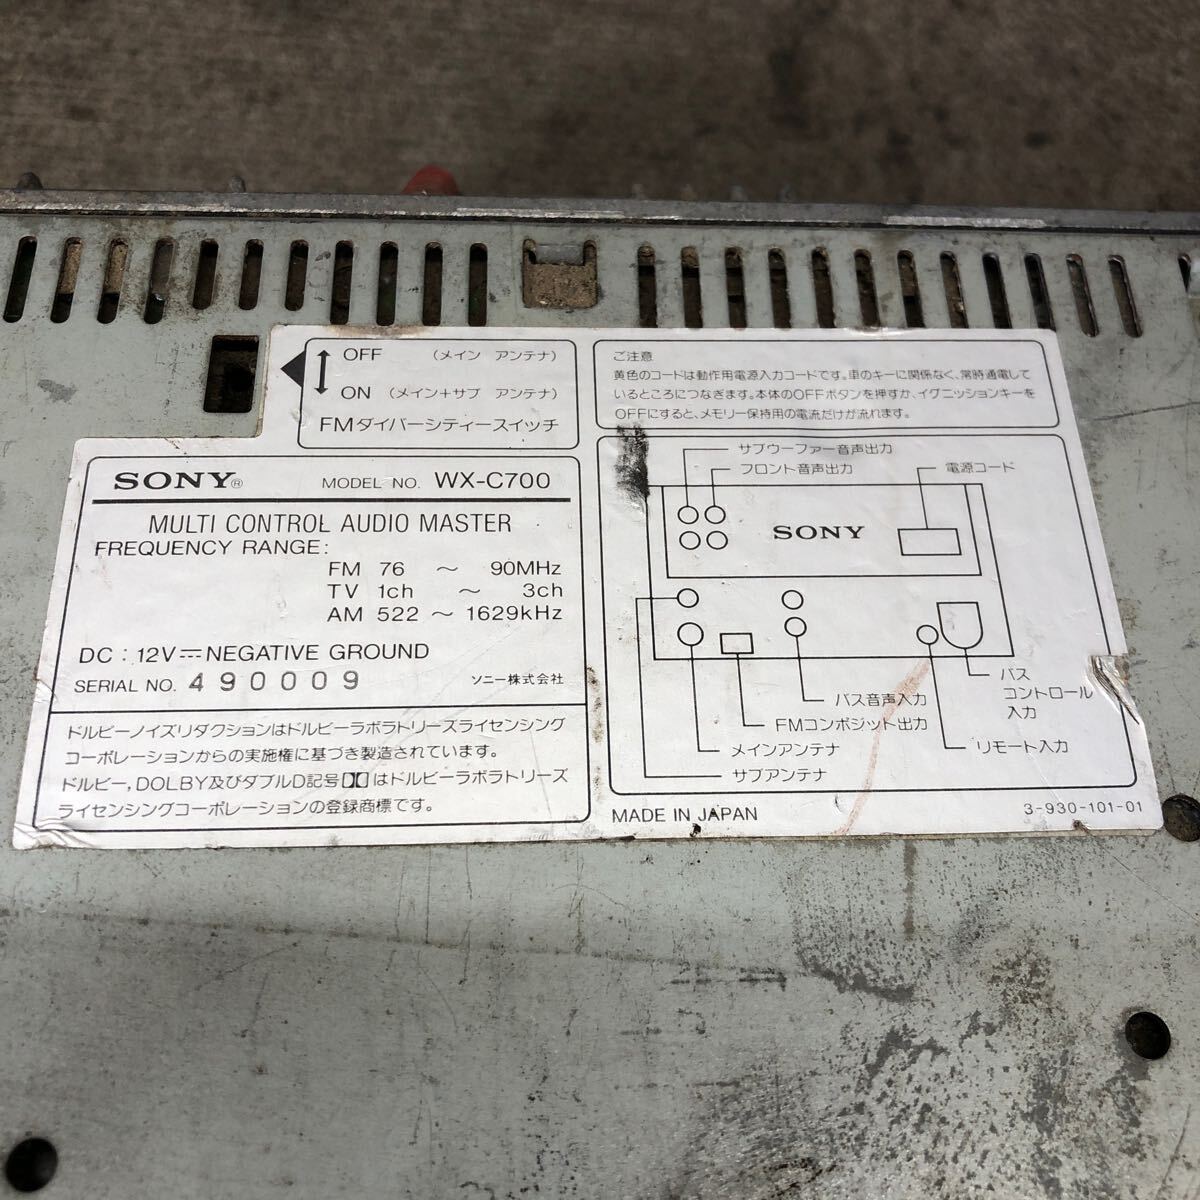 OFF (メイン アンテナ)
ON (メイン+サブ アンテナ)
FMダイバーシティースイッチ
ご注意
黄色のコードは動作用電源入力コードです。車のキーに関係なく、常時通電して
いるところにつなぎます。本体のOFFボタンを押すか、イグニッションキーを
OFFにすると、メモリー保持用の電流だけが流れます。
SONY® MODEL NO. WX-C700
MULTI CONTROL AUDIO MASTER
FREQUENCY RANGE:
FM 76 ～ 90MHz
TV 1ch ～ 3ch
AM 522 ～ 1629kHz
DC : 12V⎓NEGATIVE GROUND
SERIAL NO. 490009 ソニー株式会社
ドルビーノイズリダクションはドルビーラボラトリーズライセンシング
コーポレーションからの実施権に基づき製造されています。
ドルビー, DOLBY及びダブルD記号はドルビーラボラトリーズ
ライセンシングコーポレーションの登録商標です。
サブウーファー音声出力
フロント音声出力
電源コード
SONY
バス
コントロール
入力
バス音声入力
FMコンポジット出力
メインアンテナ
リモート入力
サブアンテナ
MADE IN JAPAN
3-930-101-01